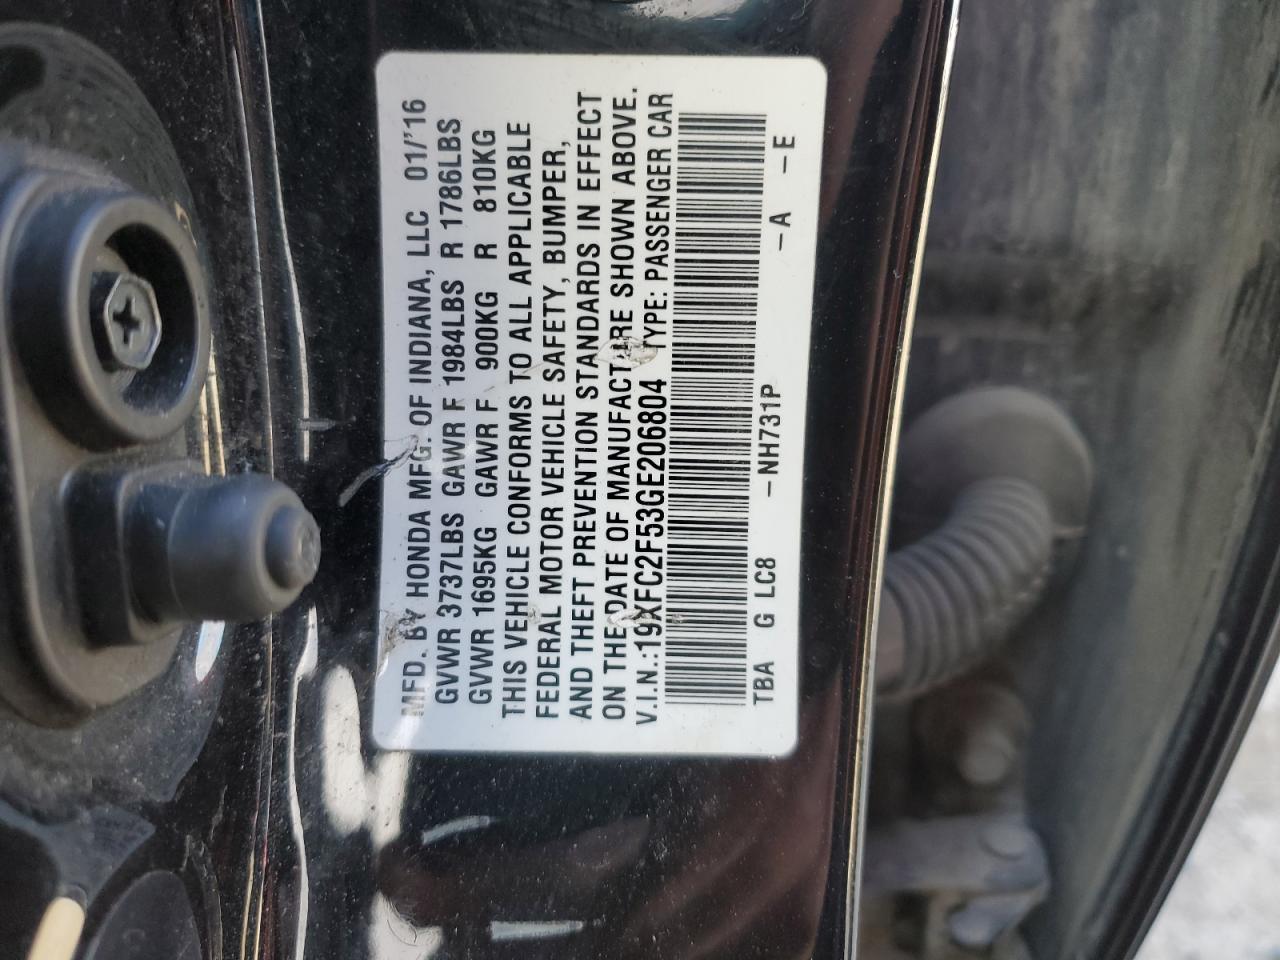 MFD. BY HONDA MFG. OF INDIANA, LLC 01/'16
GVWR 3737LBS GAWR F 1984LBS R 1786LBS
GVWR 1695KG GAWR F 900KG R 810KG
THIS VEHICLE CONFORMS TO ALL APPLICABLE
FEDERAL MOTOR VEHICLE SAFETY, BUMPER,
AND THEFT PREVENTION STANDARDS IN EFFECT
ON THE DATE OF MANUFACTURE SHOWN ABOVE.
V.I.N.:19XFC2F53GE206804 TYPE: PASSENGER CAR
TBA G LC8 -NH731P -A -E